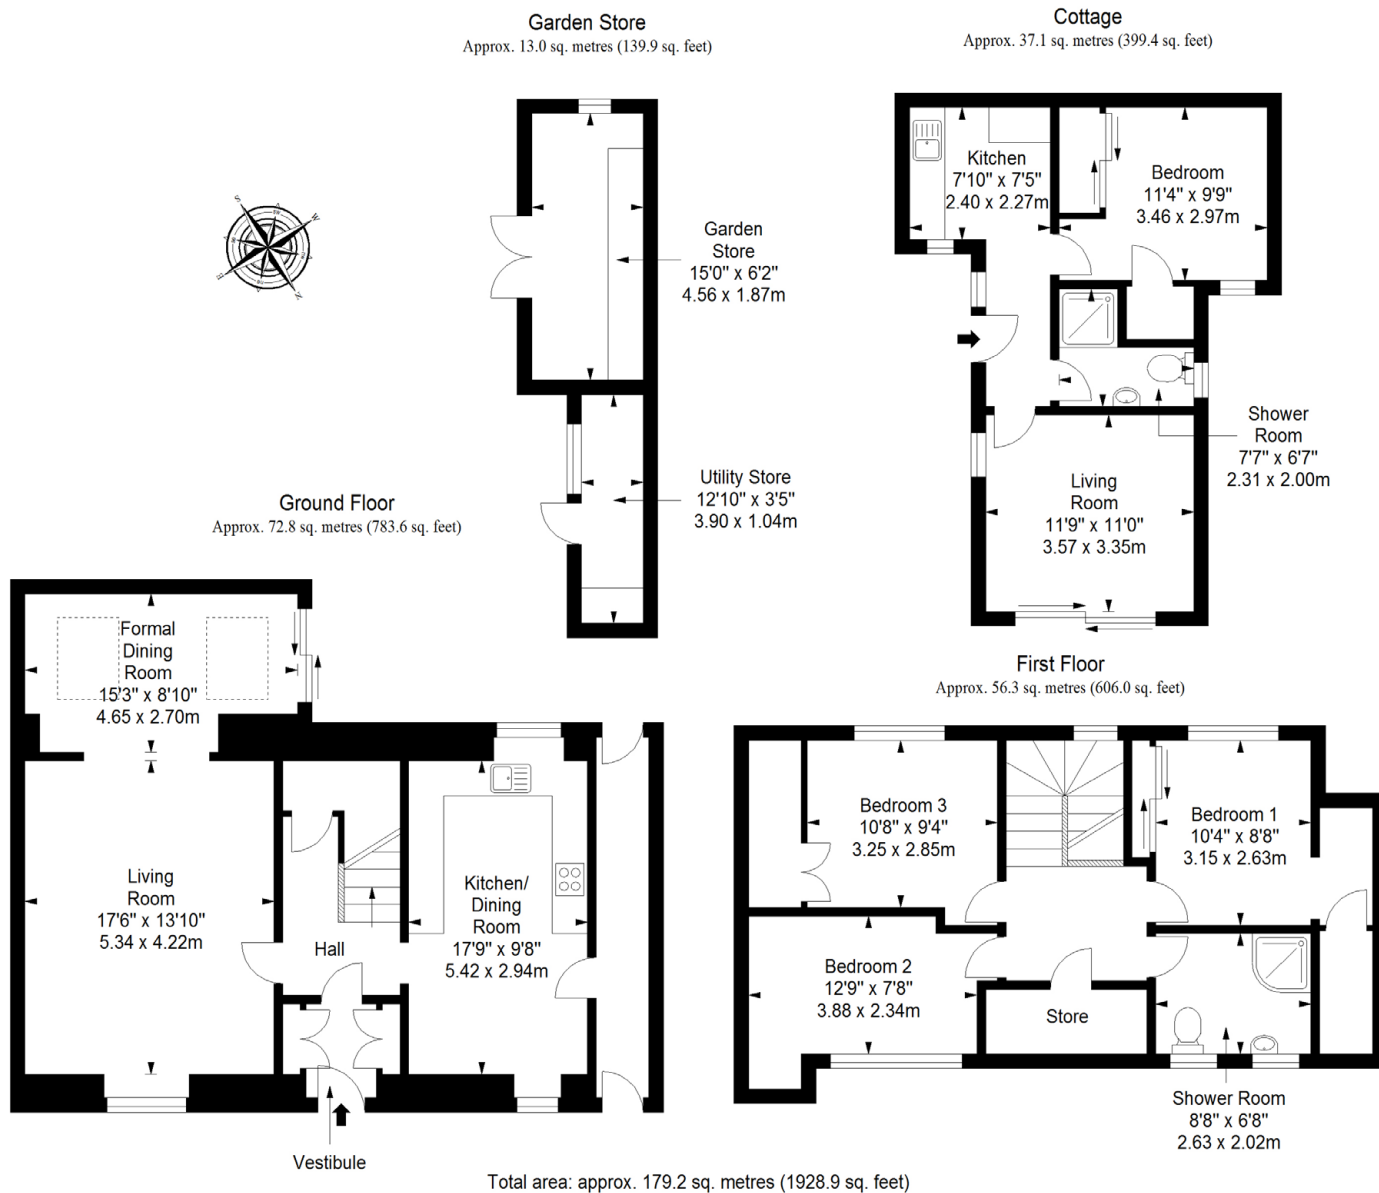 Garden Store
Approx. 13.0 sq. metres (139.9 sq. feet)
Garden
Store
15'0" x 6'2"
4.56 x 1.87m
Utility Store
12'10" x 3'5"
3.90 x 1.04m
Cottage
Approx. 37.1 sq. metres (399.4 sq. feet)
Kitchen
7'10" x 7'5"
2.40 x 2.27m
Bedroom
11'4" x 9'9"
3.46 x 2.97m
Shower
Room
7'7" x 6'7"
2.31 x 2.00m
Living
Room
11'9" x 11'0"
3.57 x 3.35m
S
W
E
N
Ground Floor
Approx. 72.8 sq. metres (783.6 sq. feet)
Formal
Dining
Room
15'3" x 8'10"
4.65 x 2.70m
Living
Room
17'6" x 13'10"
5.34 x 4.22m
Hall
Kitchen/
Dining
Room
17'9" x 9'8"
5.42 x 2.94m
Vestibule
First Floor
Approx. 56.3 sq. metres (606.0 sq. feet)
Bedroom 3
10'8" x 9'4"
3.25 x 2.85m
Bedroom 1
10'4" x 8'8"
3.15 x 2.63m
Bedroom 2
12'9" x 7'8"
3.88 x 2.34m
Store
Shower Room
8'8" x 6'8"
2.63 x 2.02m
Total area: approx. 179.2 sq. metres (1928.9 sq. feet)